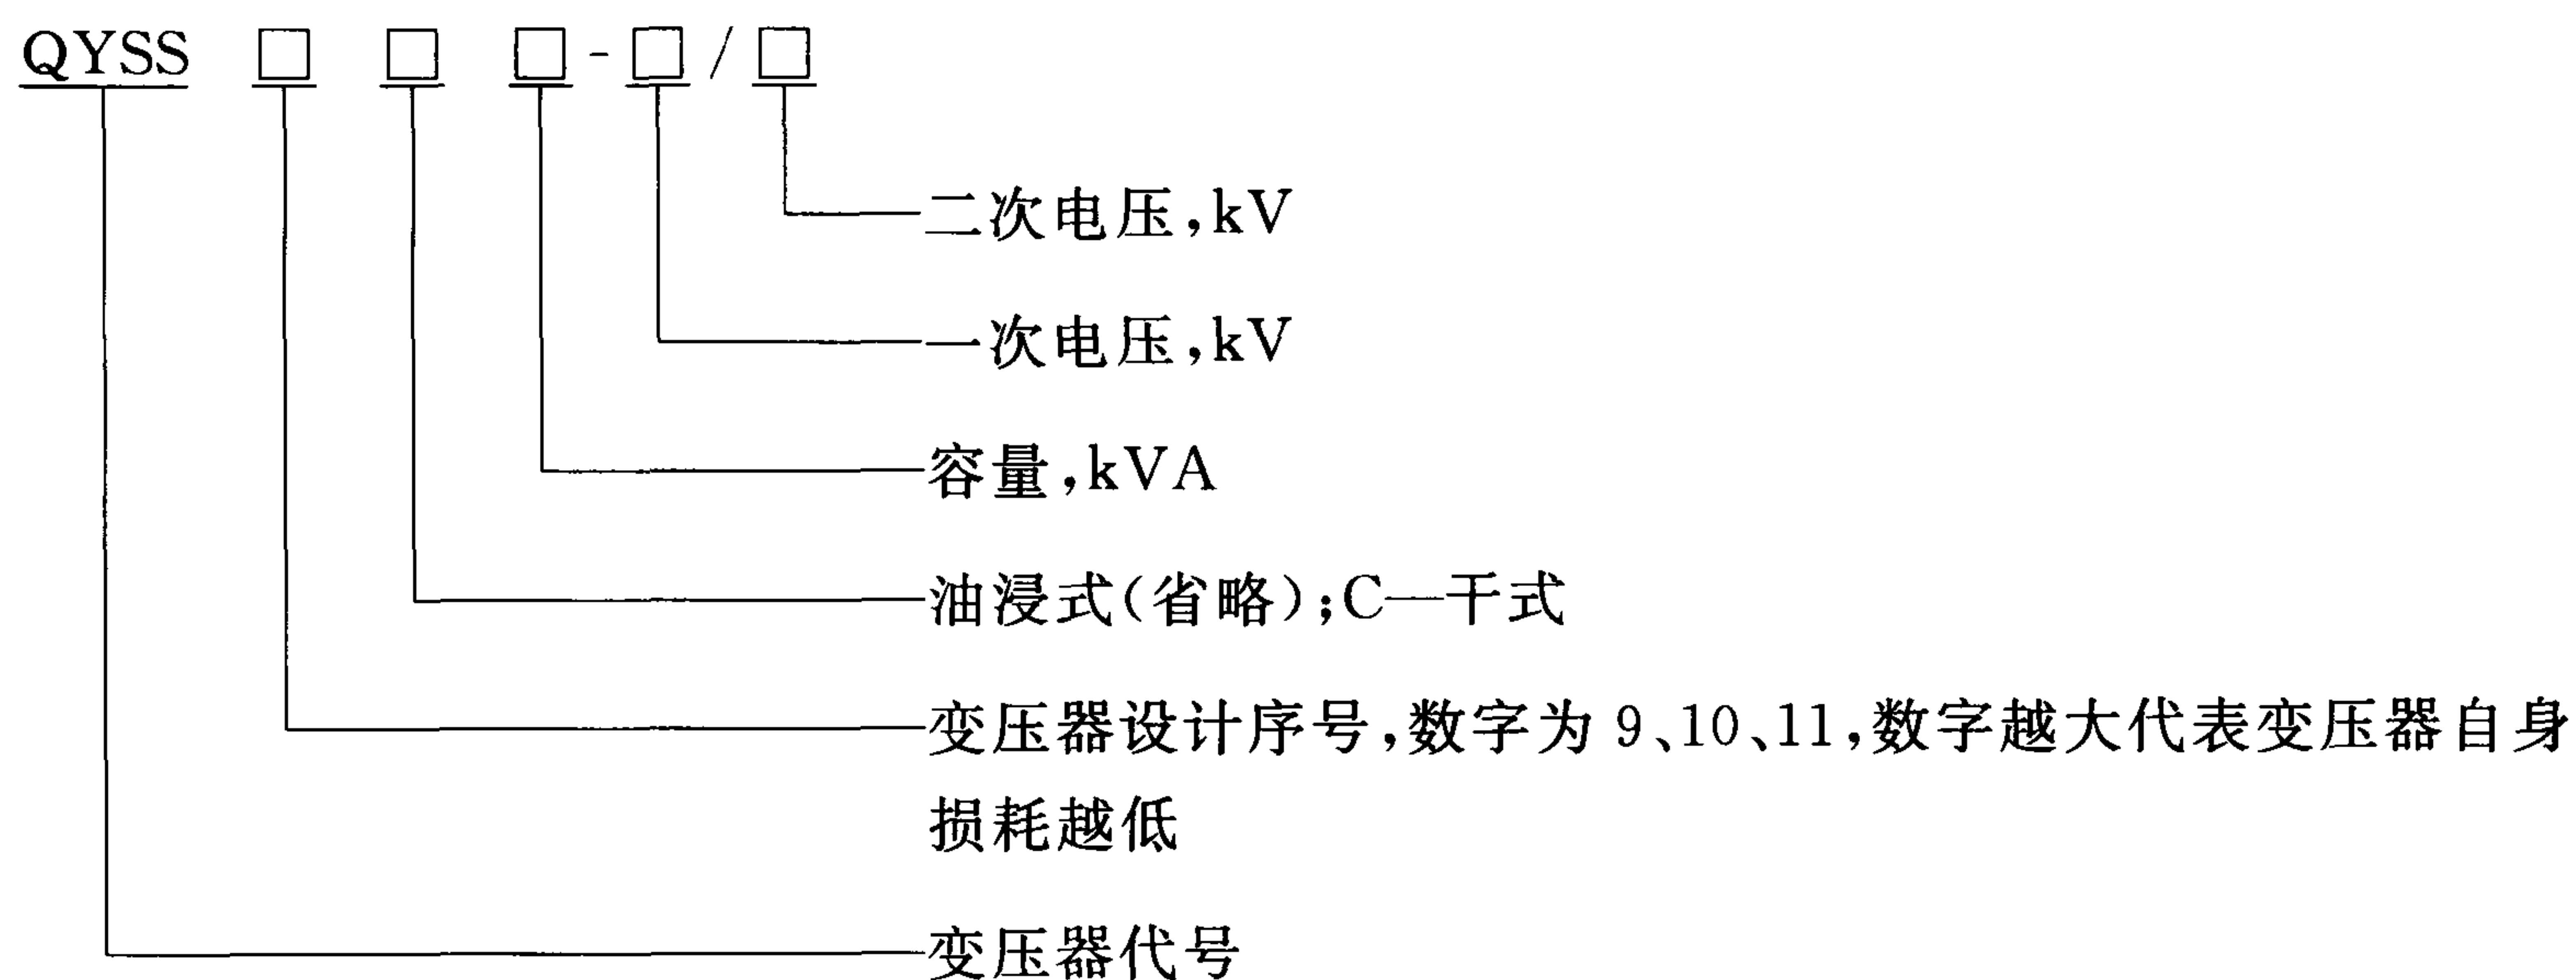 QYSS □ □ □-□/□
二次电压,kV
一次电压,kV
容量,kVA
油浸式(省略);C—干式
变压器设计序号,数字为 9、10、11,数字越大代表变压器自身
损耗越低
变压器代号